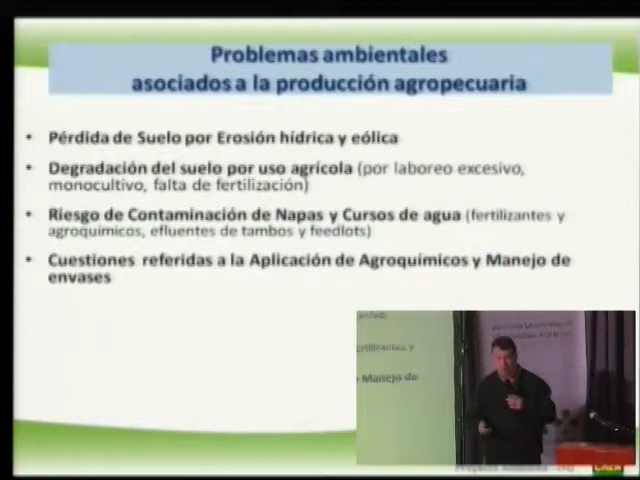 Problemas ambientales
asociados a la producción agropecuaria
• Pérdida de Suelo por Erosión hídrica y eólica
• Degradación del suelo por uso agrícola (por laboreo excesivo,
monocultivo, falta de fertilización)
• Riesgo de Contaminación de Napas y Cursos de agua (fertilizantes y
agroquímicos, efluentes de tambos y feedlots)
• Cuestiones referidas a la Aplicación de Agroquímicos y Manejo de
envases
Manejo de